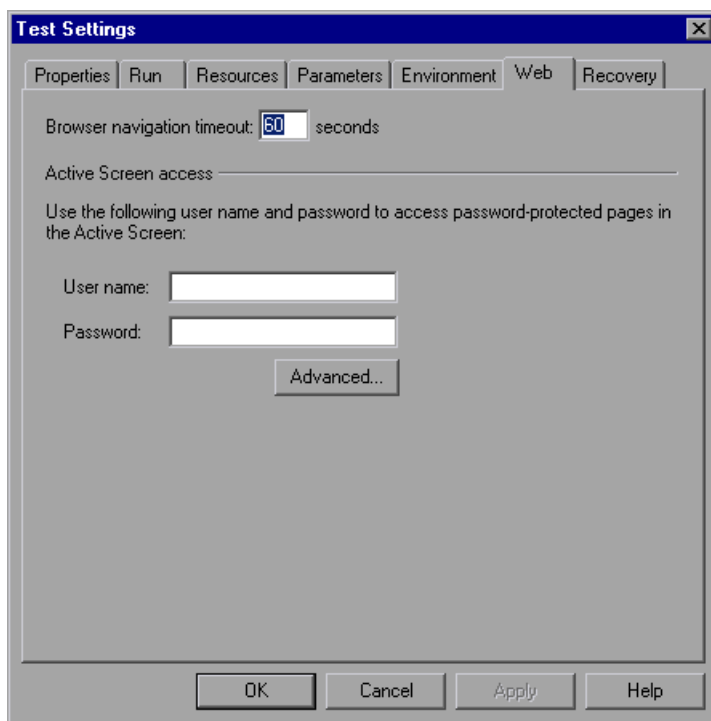 Test Settings
Properties Run Resources Parameters Environment Web Recovery
Browser navigation timeout: 60 seconds
Active Screen access
Use the following user name and password to access password-protected pages in
the Active Screen:
User name:
Password:
Advanced...
OK Cancel Apply Help